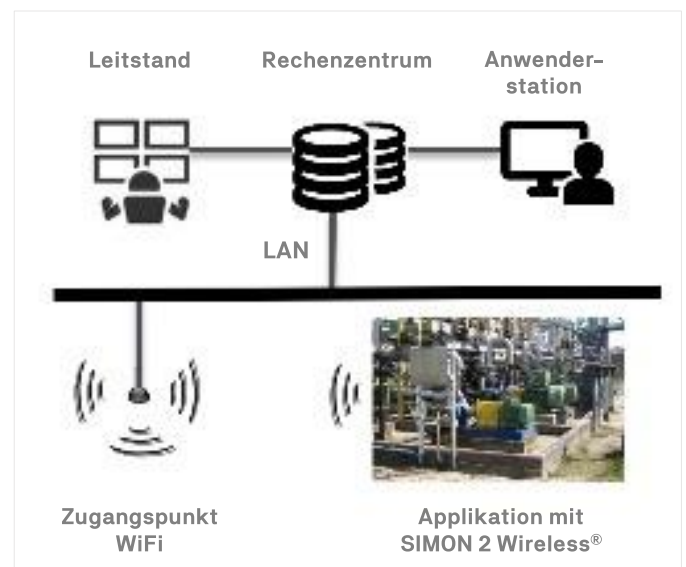 Leitstand
Rechenzentrum
Anwender-
station
LAN
Zugangspunkt
WiFi
Applikation mit
SIMON 2 Wireless®